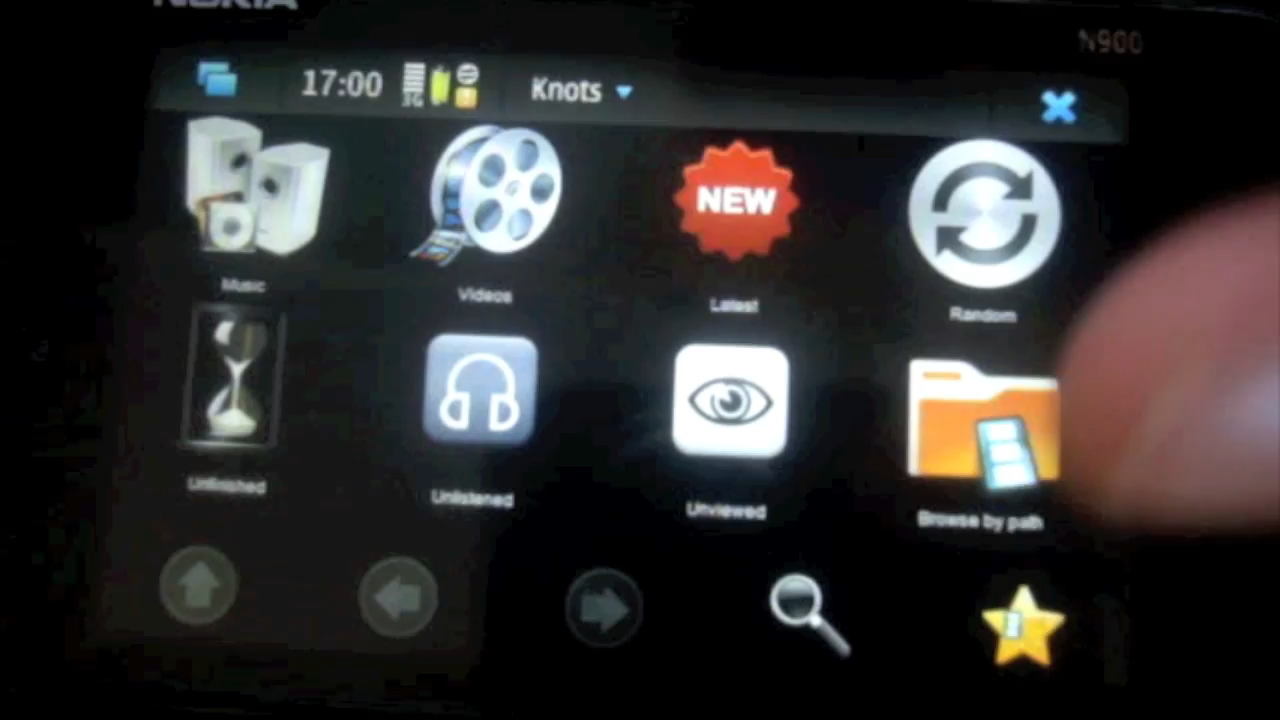 NOKIA
N900
17:00 Knots
3G
Music Videos Latest Random
NEW
Unfinished Unlistened Unviewed Browse by path